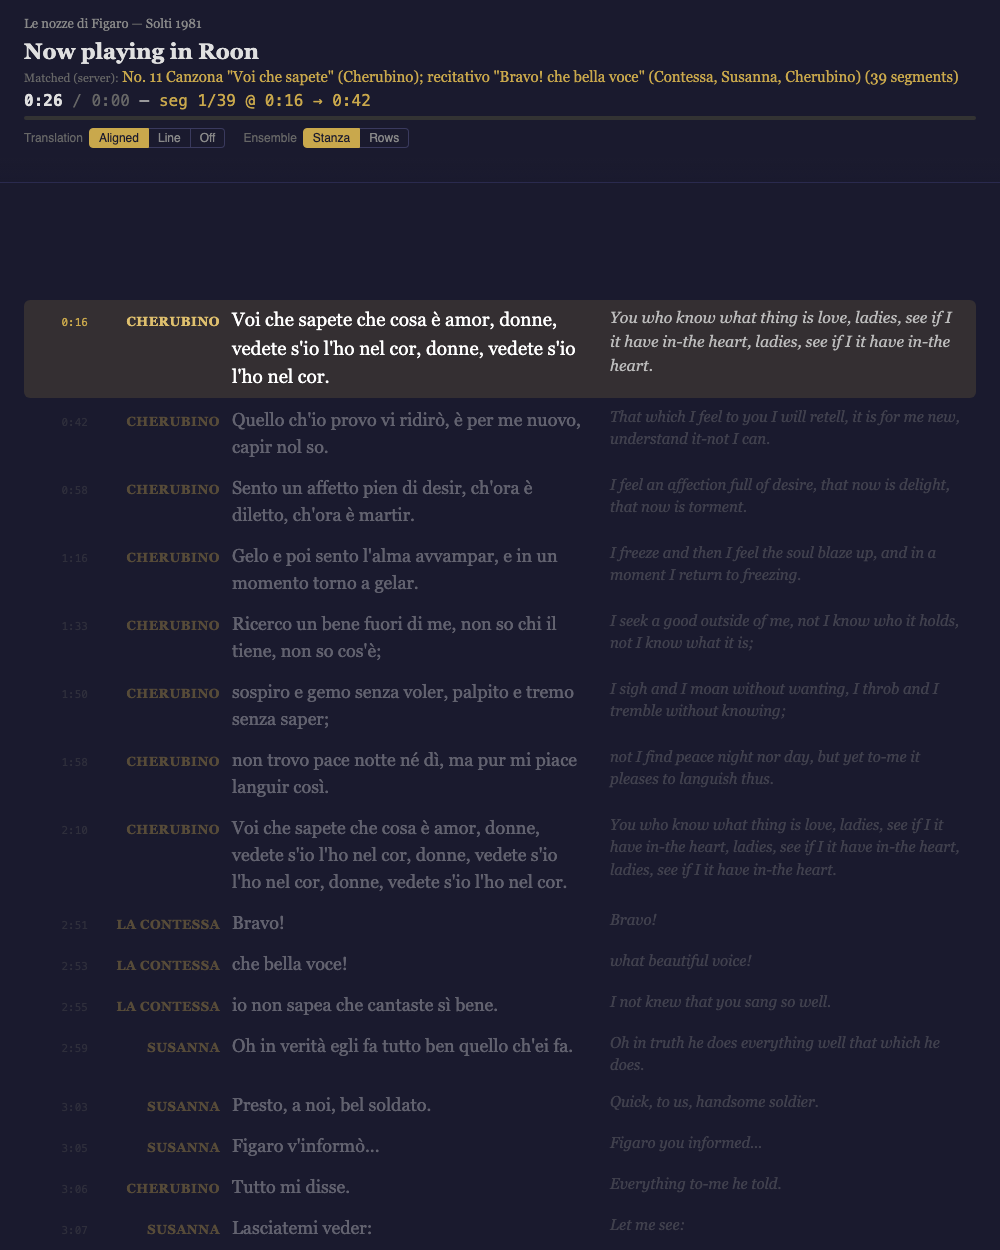 Le nozze di Figaro — Solti 1981
Now playing in Roon
Matched (server): No. 11 Canzona "Voi che sapete" (Cherubino); recitativo "Bravo! che bella voce" (Contessa, Susanna, Cherubino) (39 segments)
0:26 / 0:00 — seg 1/39 @ 0:16 → 0:42
Translation Aligned Line Off Ensemble Stanza Rows
0:16 CHERUBINO Voi che sapete che cosa è amor, donne, You who know what thing is love, ladies, see if I
vedete s'io l'ho nel cor, donne, vedete s'io it have in-the heart, ladies, see if I it have in-the
l'ho nel cor. heart.
0:42 CHERUBINO Quello ch'io provo vi ridirò, è per me nuovo, That which I feel to you I will retell, it is for me new,
capir nol so. understand it-not I can.
0:58 CHERUBINO Sento un affetto pien di desir, ch'ora è I feel an affection full of desire, that now is delight,
diletto, ch'ora è martir. that now is torment.
1:16 CHERUBINO Gelo e poi sento l'alma avvampar, e in un I freeze and then I feel the soul blaze up, and in a
momento torno a gelar. moment I return to freezing.
1:33 CHERUBINO Ricerco un bene fuori di me, non so chi il I seek a good outside of me, not I know who it holds,
tiene, non so cos'è; not I know what it is;
1:50 CHERUBINO sospiro e gemo senza voler, palpito e tremo I sigh and I moan without wanting, I throb and I
senza saper; tremble without knowing;
1:58 CHERUBINO non trovo pace notte né dì, ma pur mi piace not I find peace night nor day, but yet to-me it
languir così. pleases to languish thus.
2:10 CHERUBINO Voi che sapete che cosa è amor, donne, You who know what thing is love, ladies, see if I it
vedete s'io l'ho nel cor, donne, vedete s'io have in-the heart, ladies, see if I it have in-the heart,
l'ho nel cor, donne, vedete s'io l'ho nel cor. ladies, see if I it have in-the heart.
2:51 LA CONTESSA Bravo! Bravo!
2:53 LA CONTESSA che bella voce! what beautiful voice!
2:55 LA CONTESSA io non sapea che cantaste sì bene. I not knew that you sang so well.
2:59 SUSANNA Oh in verità egli fa tutto ben quello ch'ei fa. Oh in truth he does everything well that which he
does.
3:03 SUSANNA Presto, a noi, bel soldato. Quick, to us, handsome soldier.
3:05 SUSANNA Figaro v'informò... Figaro you informed...
3:06 CHERUBINO Tutto mi disse. Everything to-me he told.
3:07 SUSANNA Lasciatemi veder: Let me see: